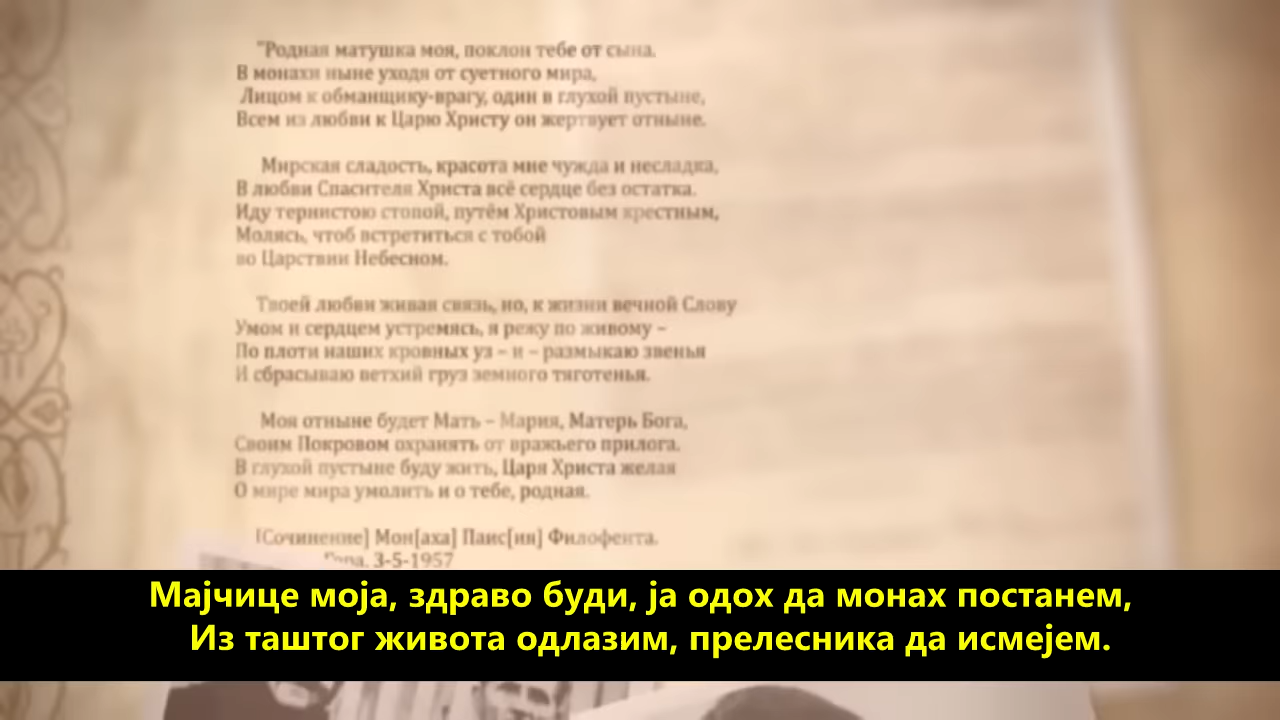 "Родная матушка моя, поклон тебе от сына.
В монахи ныне уходя от суетного мира,
Лицом к обманщику-врагу, один в глухой пустыне,
Всем из любви к Царю Христу он жертвует отныне.
Мирская сладость, красота мне чужда и несладка,
В любви Спасителя Христа всё сердце без остатка.
Иду тернистою стопой, путём Христовым крестным,
Молясь, чтоб встретиться с тобой
во Царствии Небесном.
Твоей любви живая связь, но, к жизни вечной Слову
Умом и сердцем устремясь, я режу по живому –
По плоти наших кровных уз – и – размыкаю звенья
И сбрасываю ветхий груз земного тяготенья.
Моя отныне будет Мать – Мария, Матерь Бога,
Своим Покровом охранять от вражьего прилога.
В глухой пустыне буду жить, Царя Христа желая
О мире мира умолить и о тебе, родная.
[Сочинение] Мон[аха] Паис[ия] Филофеита.
Гора, 3-5-1957
Мајчице моја, здраво буди, ја одох да монах постанем,
Из таштог живота одлазим, прелесника да исмејем.